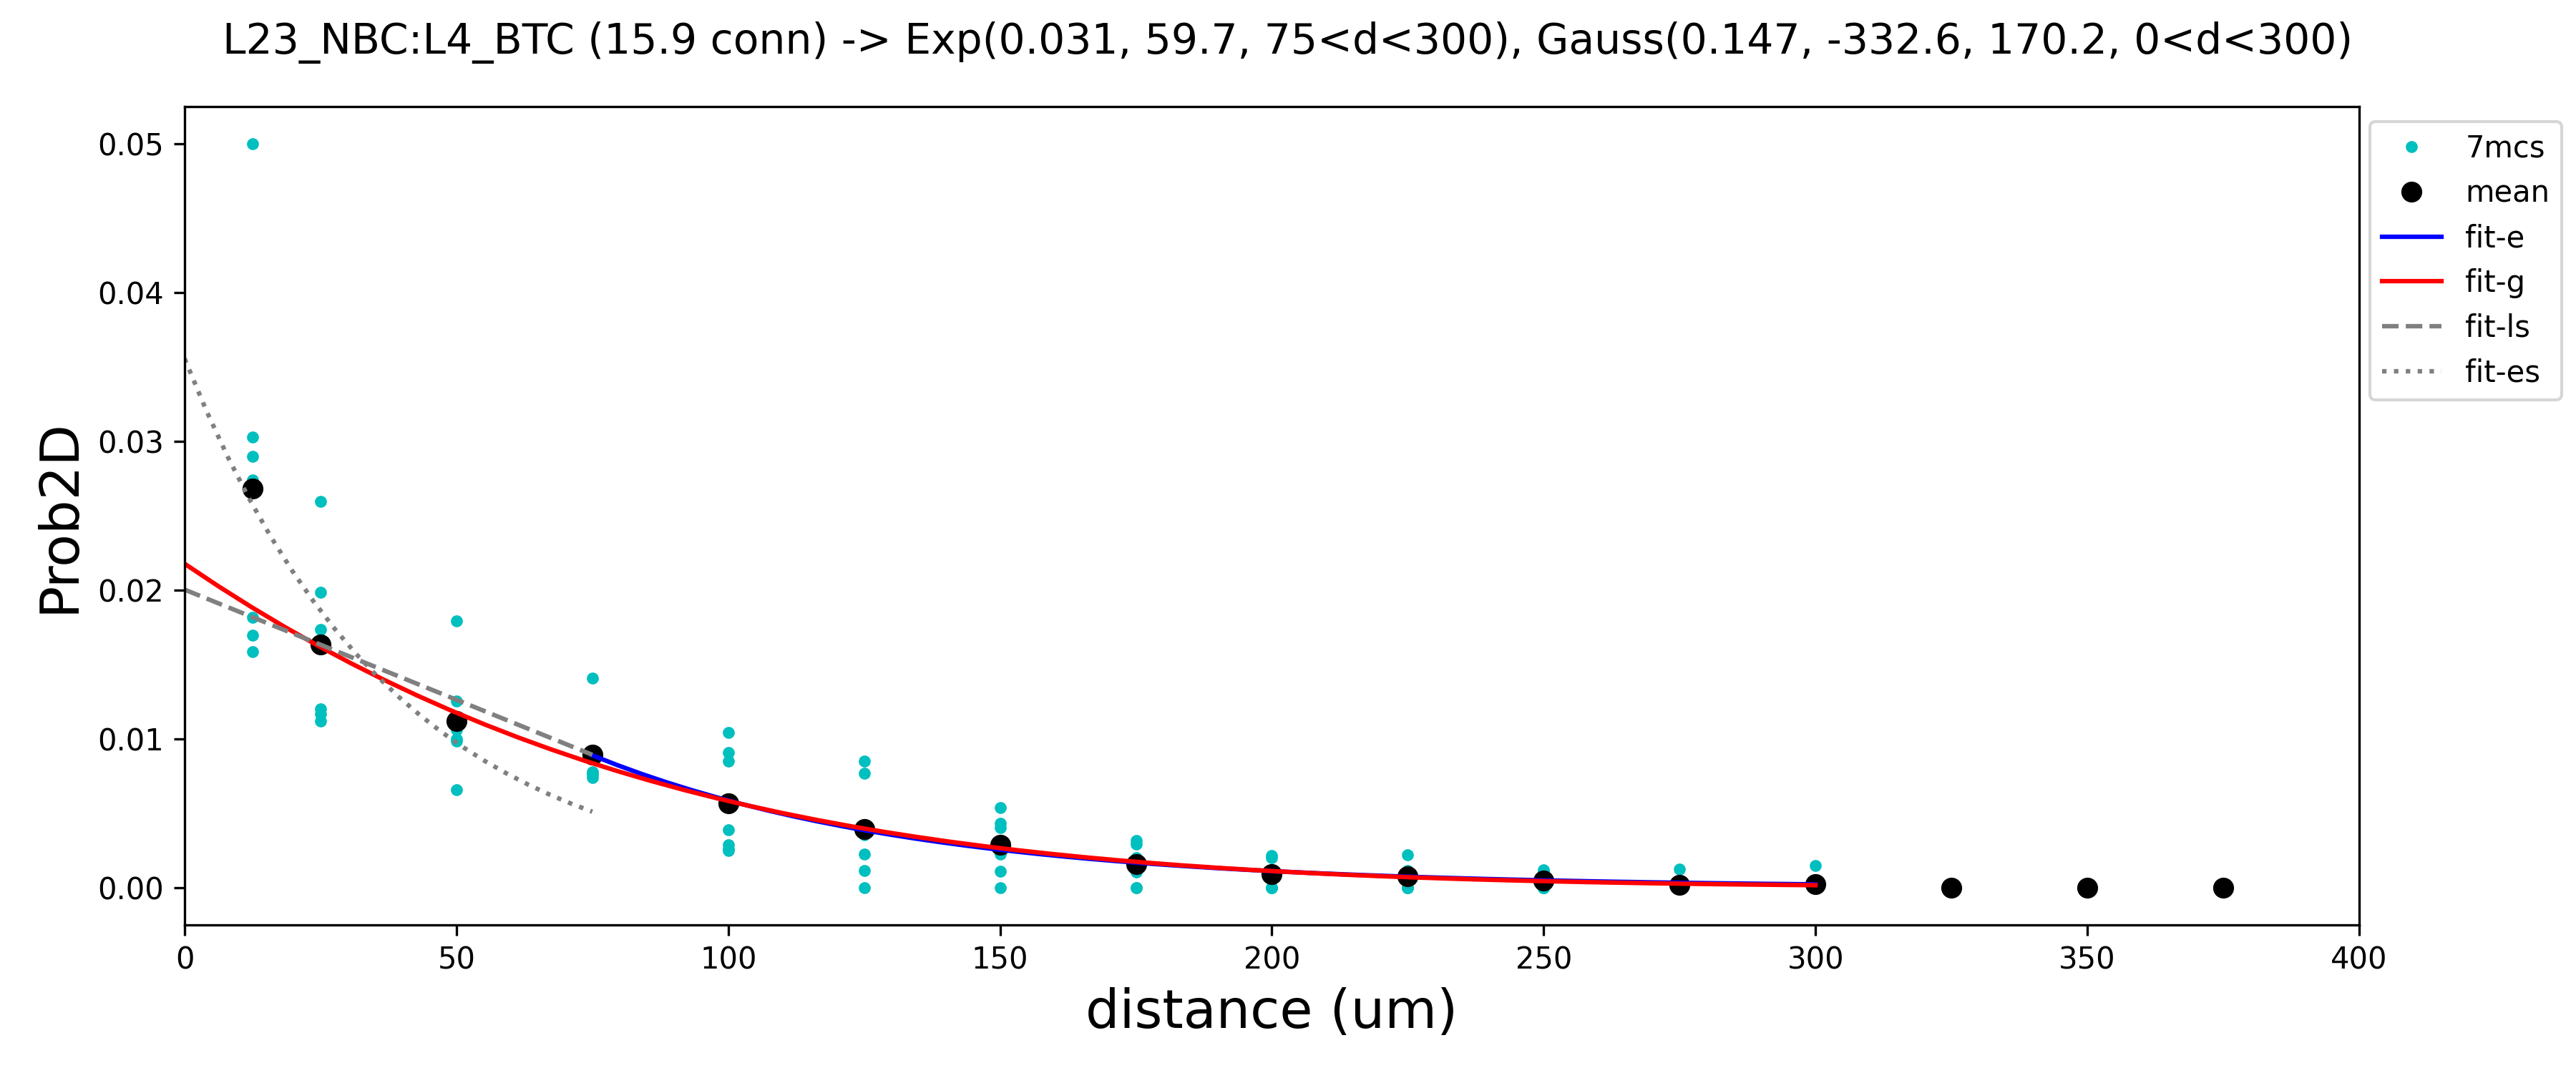 L23_NBC:L4_BTC (15.9 conn) -> Exp(0.031, 59.7, 75<d<300), Gauss(0.147, -332.6, 170.2, 0<d<300)
Prob2D
0.05
0.04
0.03
0.02
0.01
0.00
0 50 100 150 200 250 300 350 400
distance (um)
7mcs
mean
fit-e
fit-g
fit-ls
fit-es